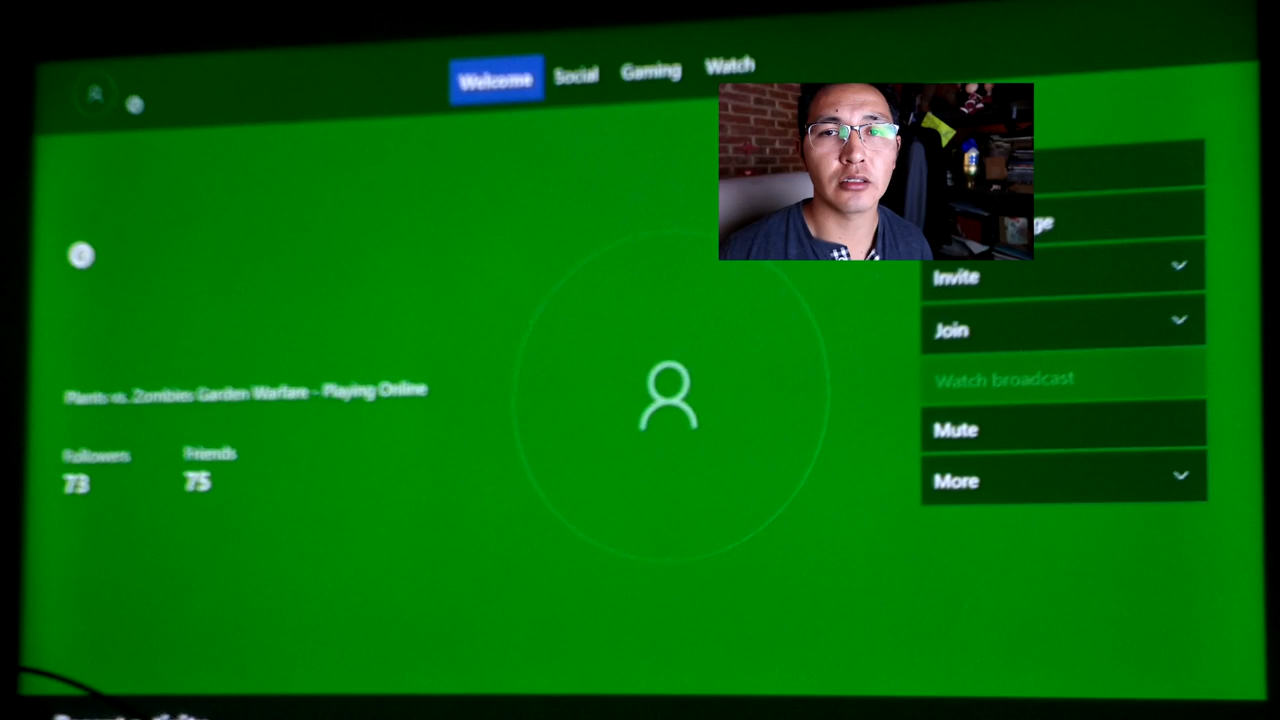 Welcome Social Gaming Watch
ge
Invite
Join
Watch broadcast
Mute
More
Plants vs. Zombies Garden Warfare - Playing Online
Followers Friends
73 75